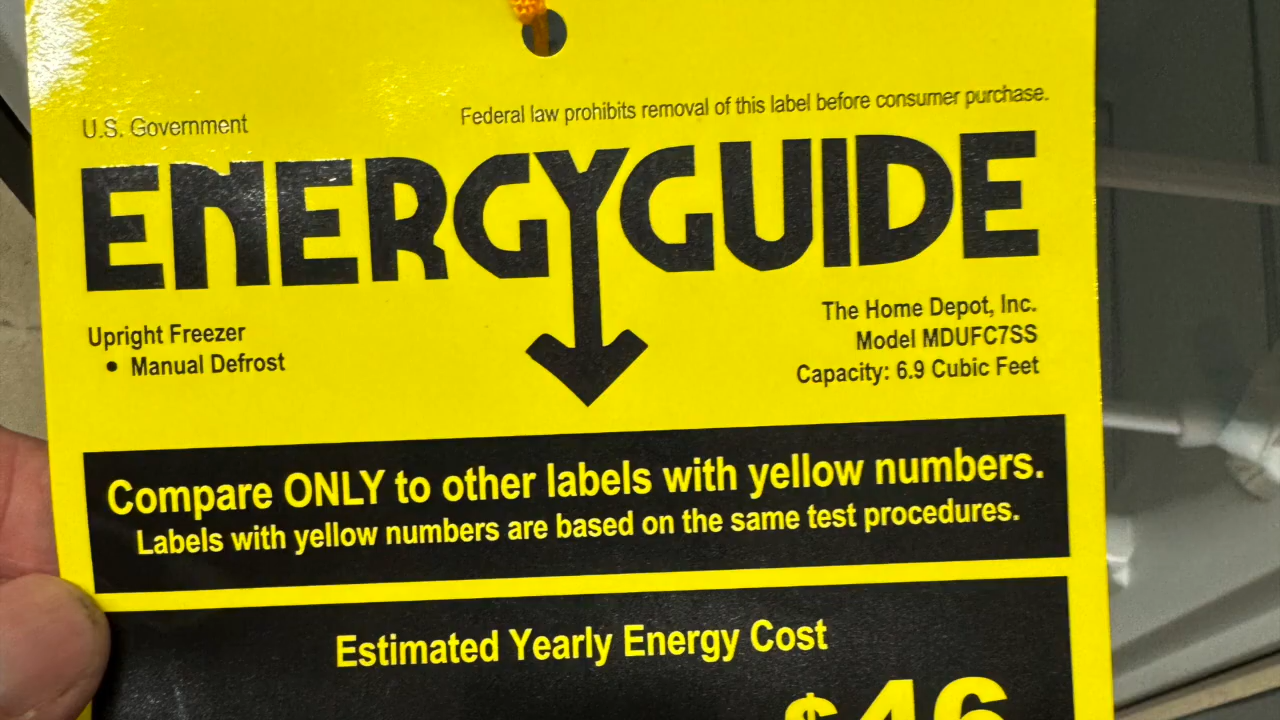 U.S. Government
Federal law prohibits removal of this label before consumer purchase.
ENERGYGUIDE
Upright Freezer
• Manual Defrost
The Home Depot, Inc.
Model MDUFC7SS
Capacity: 6.9 Cubic Feet
Compare ONLY to other labels with yellow numbers.
Labels with yellow numbers are based on the same test procedures.
Estimated Yearly Energy Cost
$46